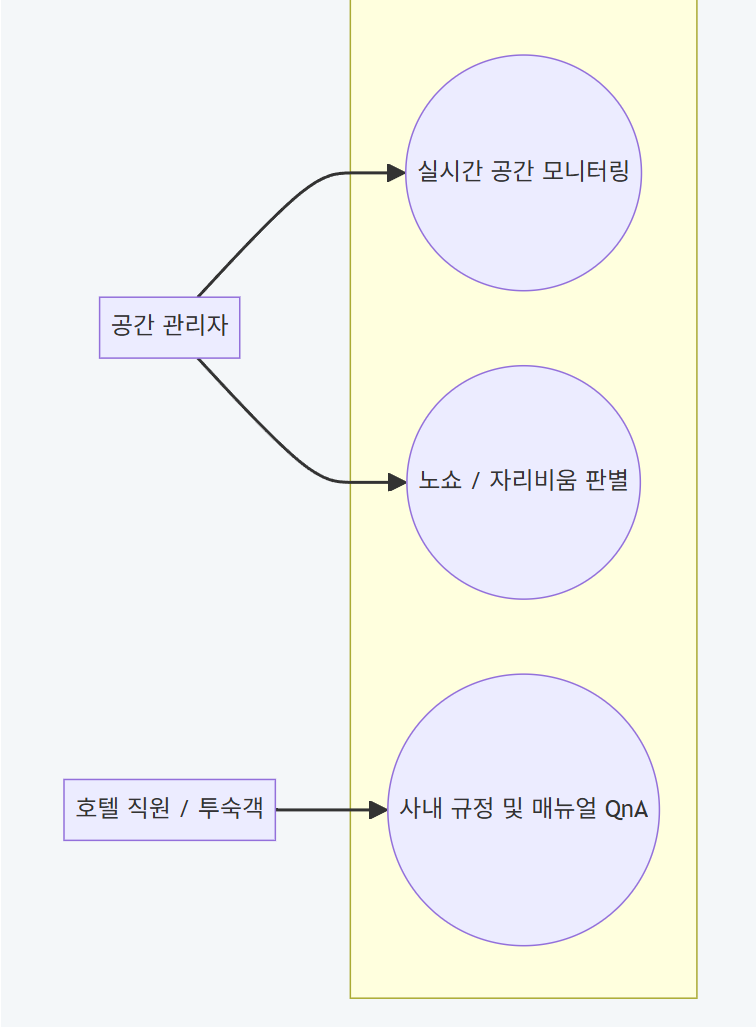 실시간 공간 모니터링
공간 관리자
노쇼 / 자리비움 판별
호텔 직원 / 투숙객
사내 규정 및 매뉴얼 QnA